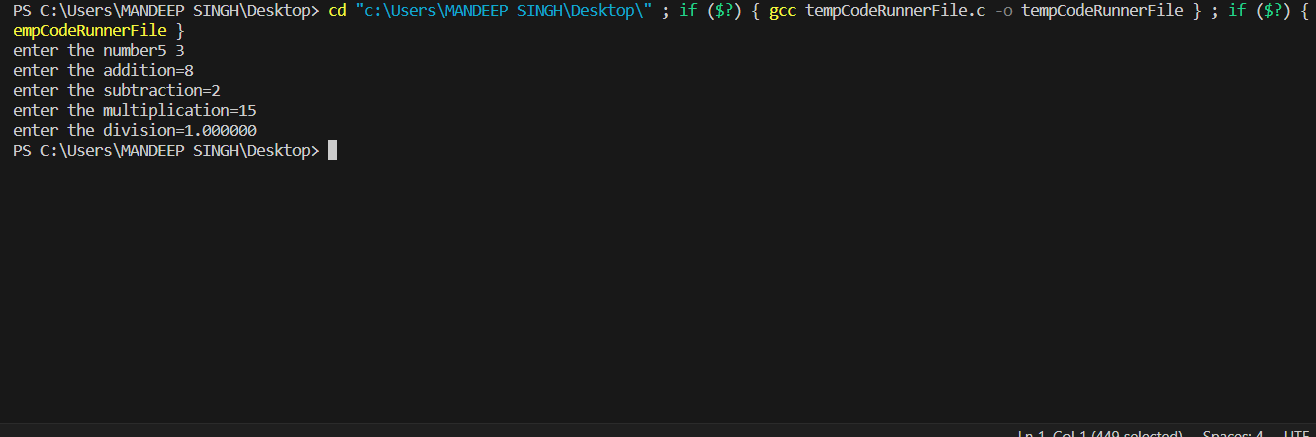 PS C:\Users\MANDEEP SINGH\Desktop> cd "c:\Users\MANDEEP SINGH\Desktop\" ; if ($?) { gcc tempCodeRunnerFile.c -o tempCodeRunnerFile } ; if ($?) {
empCodeRunnerFile }
enter the number5 3
enter the addition=8
enter the subtraction=2
enter the multiplication=15
enter the division=1.000000
PS C:\Users\MANDEEP SINGH\Desktop>
Ln 1, Col 1 (449 selected) Spaces: 4 UTF